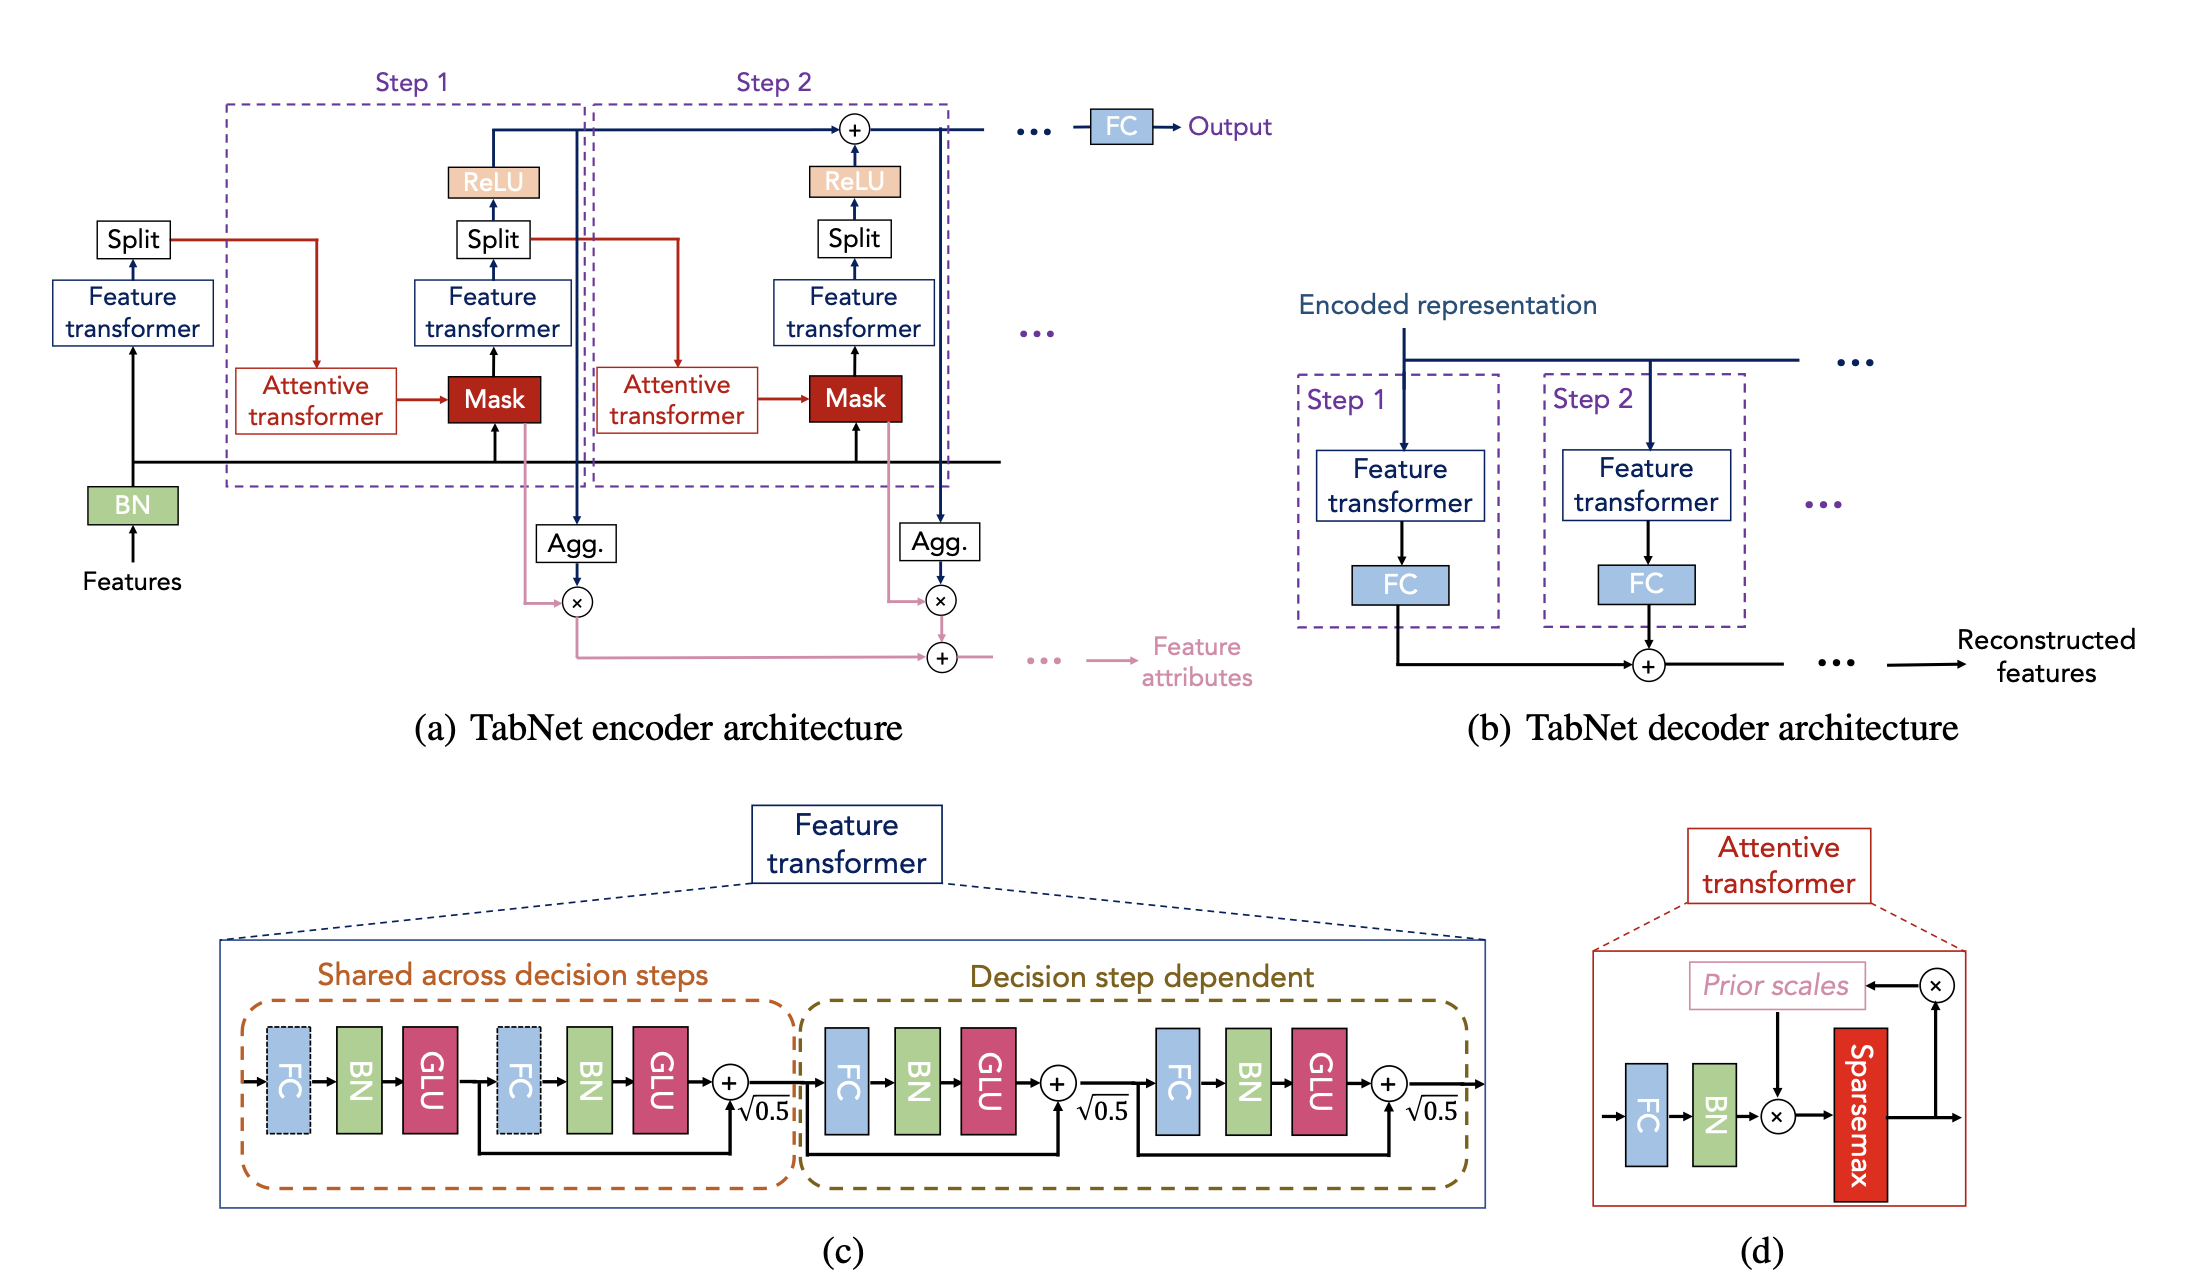 Step 1
Step 2
FC
Output
ReLU
ReLU
Split
Split
Split
Feature
transformer
Feature
transformer
Feature
transformer
Attentive
transformer
Mask
Attentive
transformer
Mask
BN
Features
Agg.
Agg.
×
×
+
+
Feature
attributes
(a) TabNet encoder architecture
Encoded representation
Step 1
Step 2
Feature
transformer
Feature
transformer
FC
FC
+
Reconstructed
features
(b) TabNet decoder architecture
Feature
transformer
Shared across decision steps
Decision step dependent
FC
BN
GLU
FC
BN
GLU
+
√0.5
FC
BN
GLU
+
√0.5
FC
BN
GLU
+
√0.5
(c)
Attentive
transformer
Prior scales
×
FC
BN
×
Sparsemax
(d)